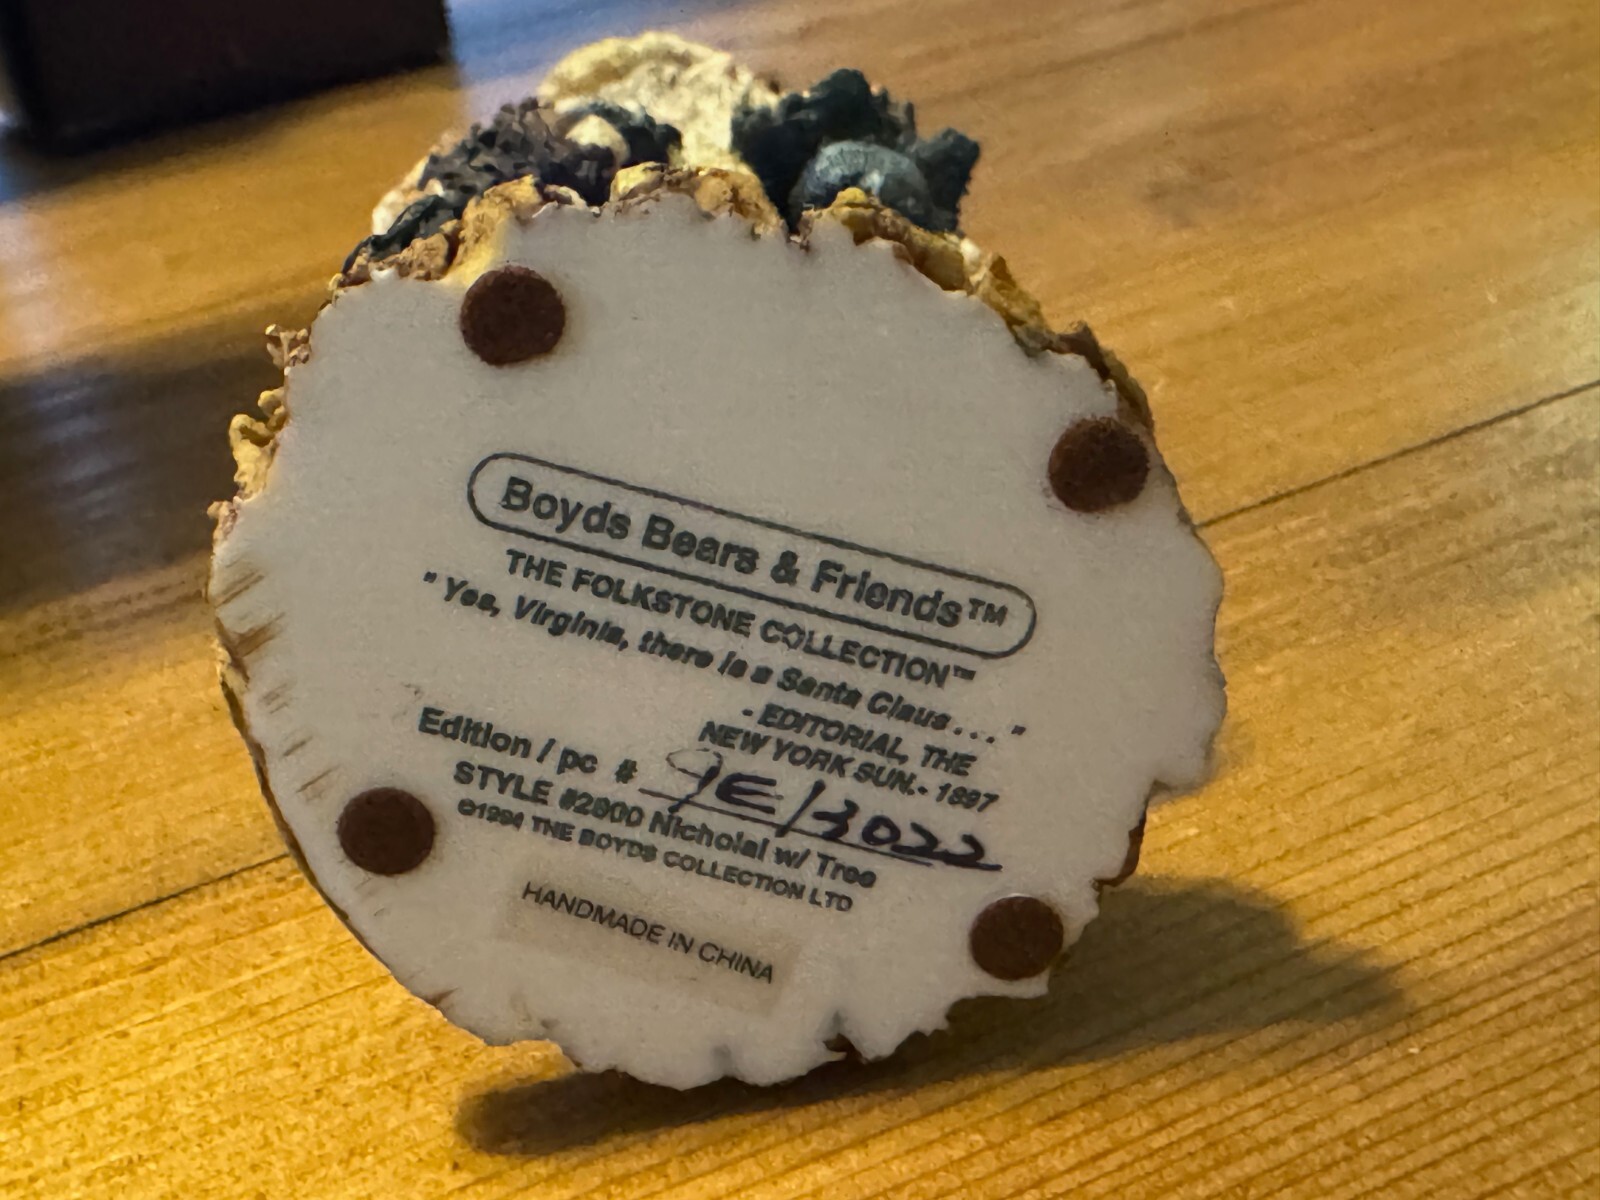 Boyds Bears & Friends™
THE FOLKSTONE COLLECTION™
"Yes, Virginia, there is a Santa Claus...."
- EDITORIAL, THE
NEW YORK SUN.- 1897
Edition / pc # 9E/3022
STYLE #2800 Nicholai w/ Tree
©1994 THE BOYDS COLLECTION LTD
HANDMADE IN CHINA